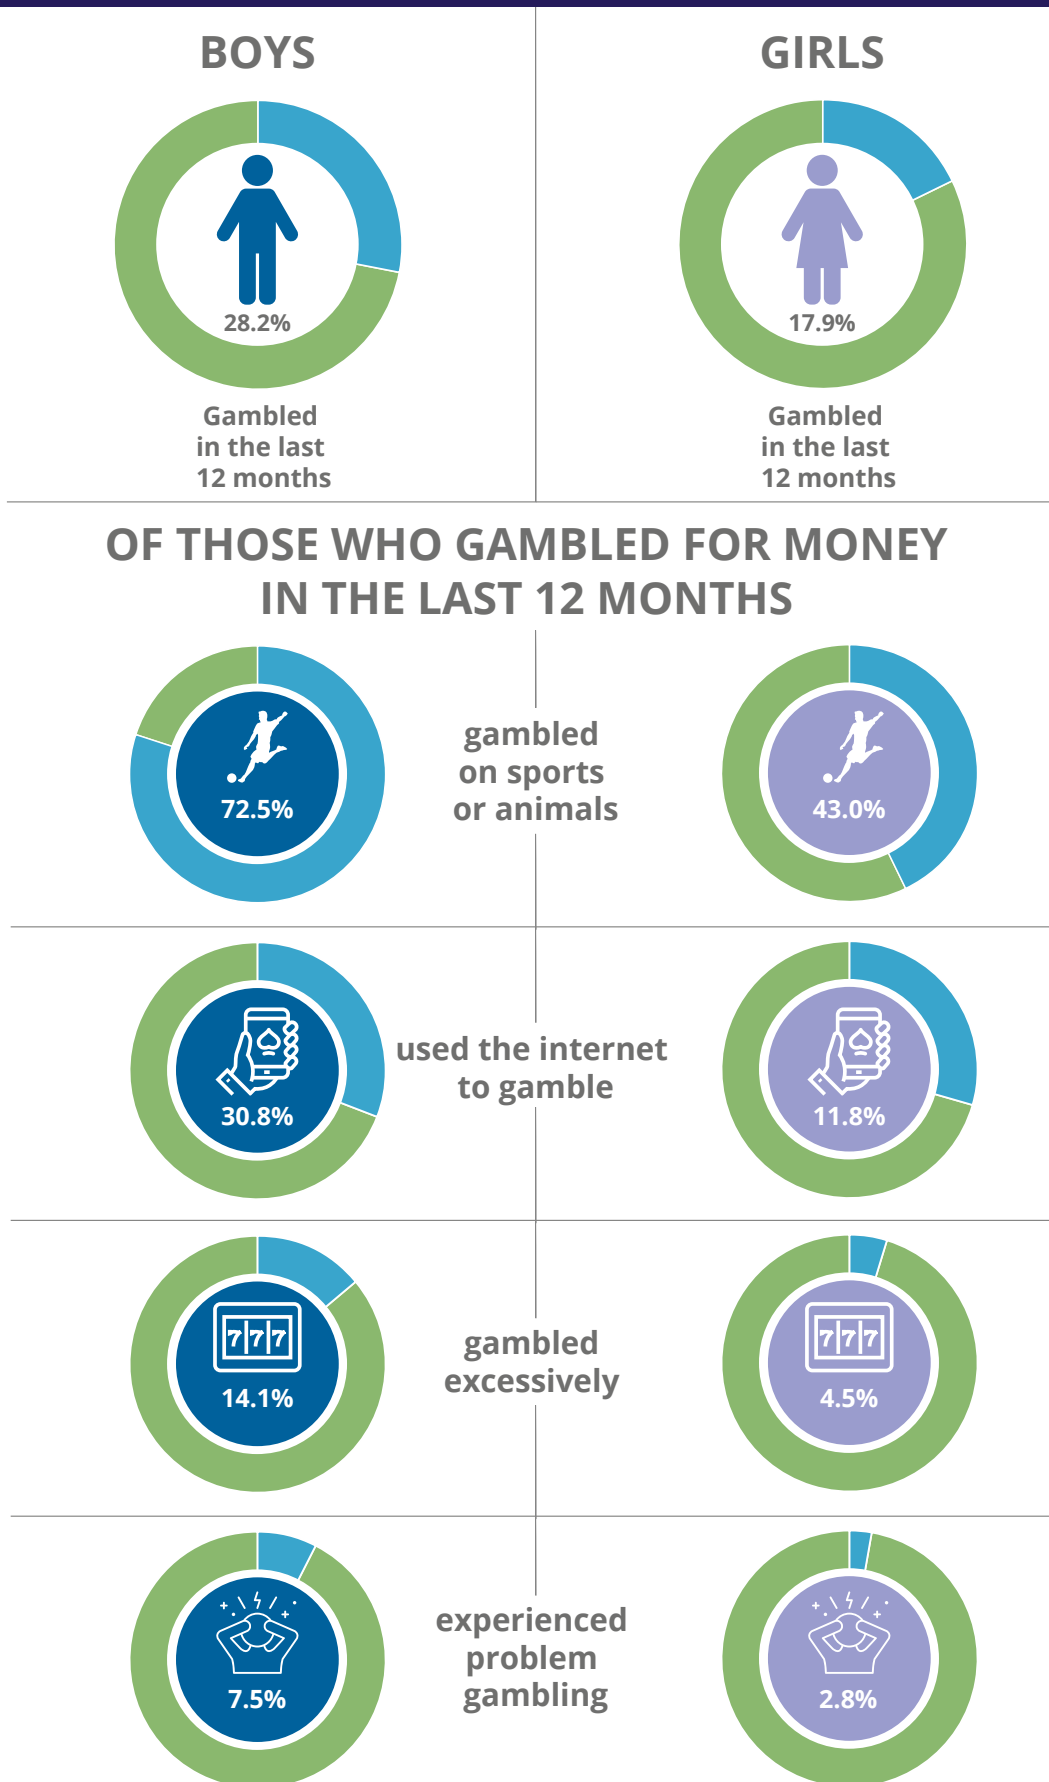 BOYS
GIRLS
28.2%
17.9%
Gambled
in the last
12 months
Gambled
in the last
12 months
OF THOSE WHO GAMBLED FOR MONEY
IN THE LAST 12 MONTHS
72.5%
gambled
on sports
or animals
43.0%
30.8%
used the internet
to gamble
11.8%
777
14.1%
gambled
excessively
777
4.5%
7.5%
experienced
problem
gambling
2.8%